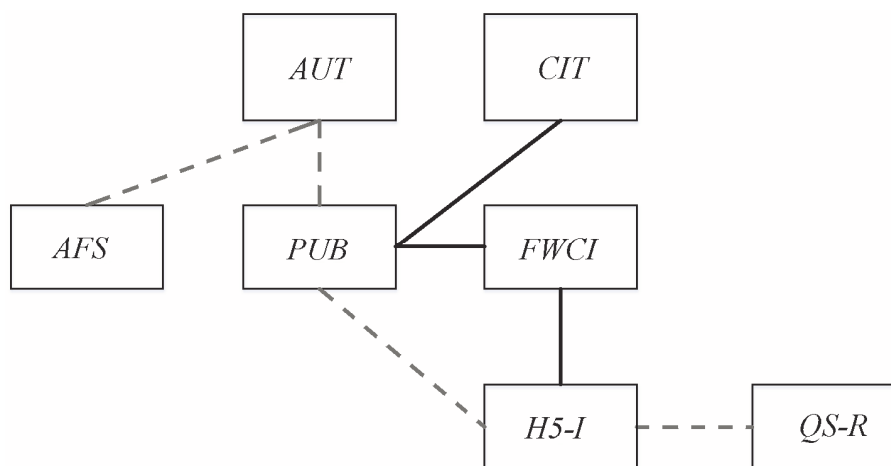 AUT
CIT
AFS
PUB
FWCI
H5-I
QS-R